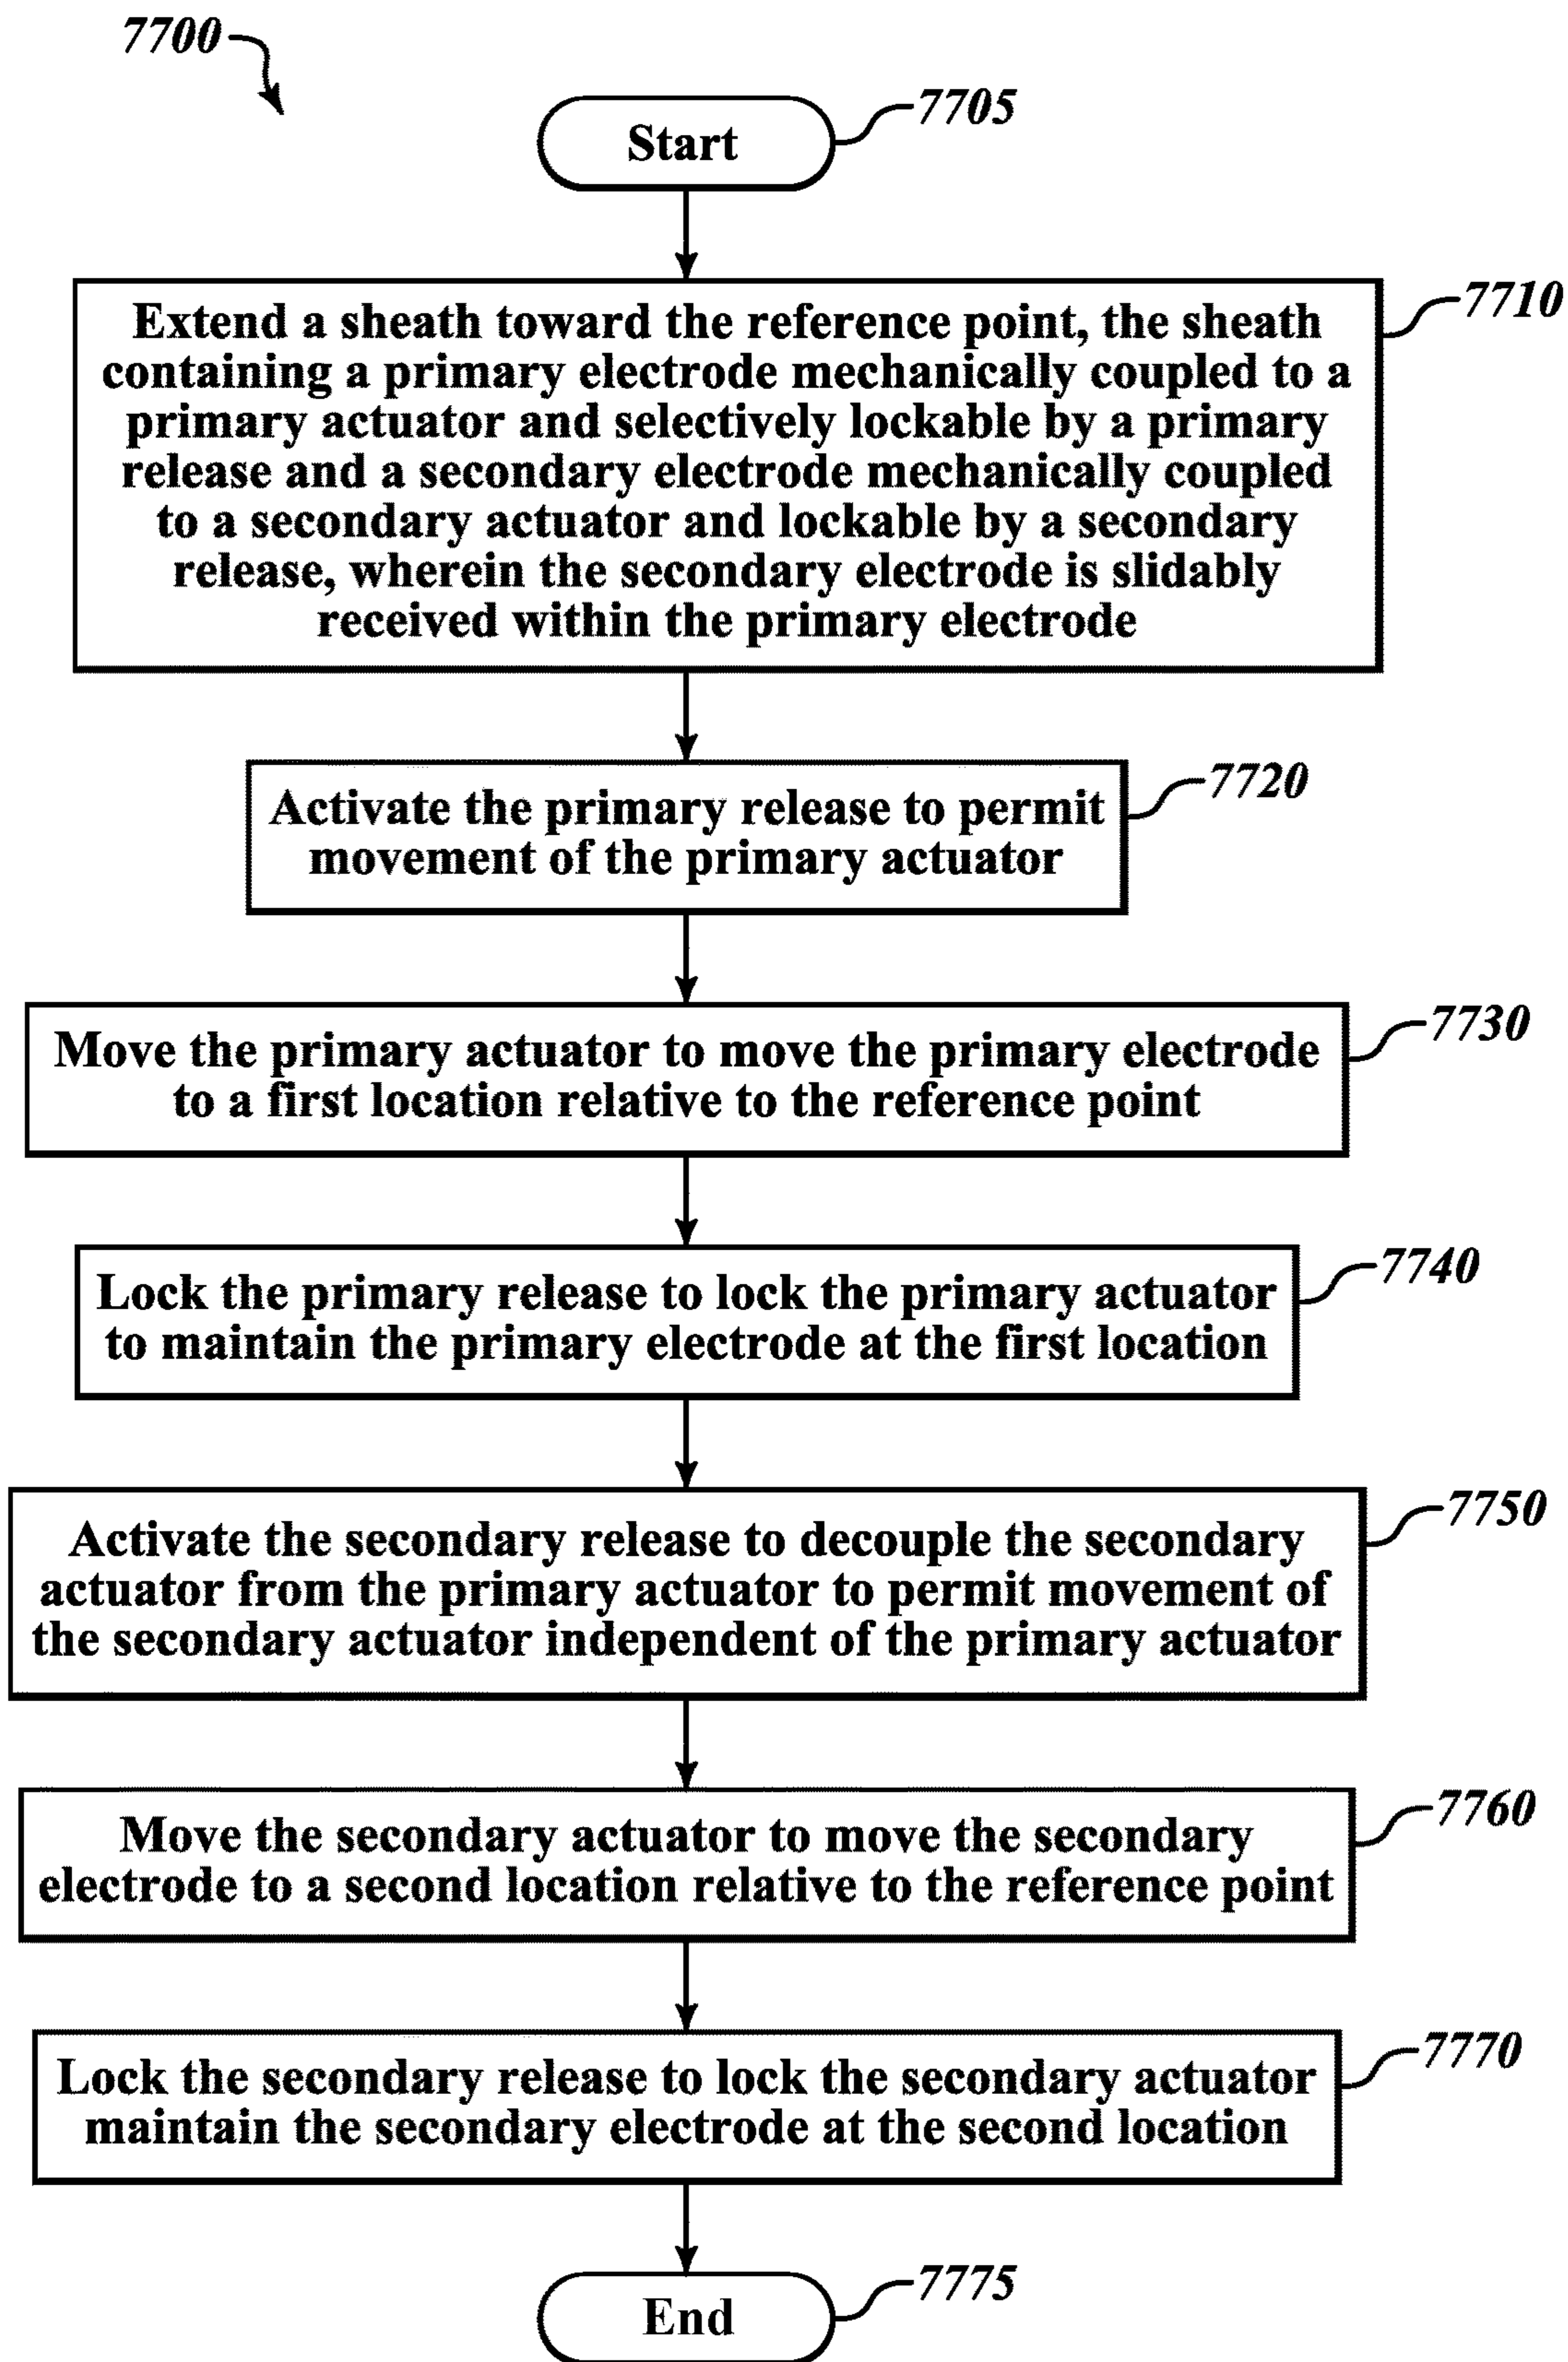 7700
Start
7705
Extend a sheath toward the reference point, the sheath
containing a primary electrode mechanically coupled to a
primary actuator and selectively lockable by a primary
release and a secondary electrode mechanically coupled
to a secondary actuator and lockable by a secondary
release, wherein the secondary electrode is slidably
received within the primary electrode
7710
Activate the primary release to permit
movement of the primary actuator
7720
Move the primary actuator to move the primary electrode
to a first location relative to the reference point
7730
Lock the primary release to lock the primary actuator
to maintain the primary electrode at the first location
7740
Activate the secondary release to decouple the secondary
actuator from the primary actuator to permit movement of
the secondary actuator independent of the primary actuator
7750
Move the secondary actuator to move the secondary
electrode to a second location relative to the reference point
7760
Lock the secondary release to lock the secondary actuator
maintain the secondary electrode at the second location
7770
End
7775